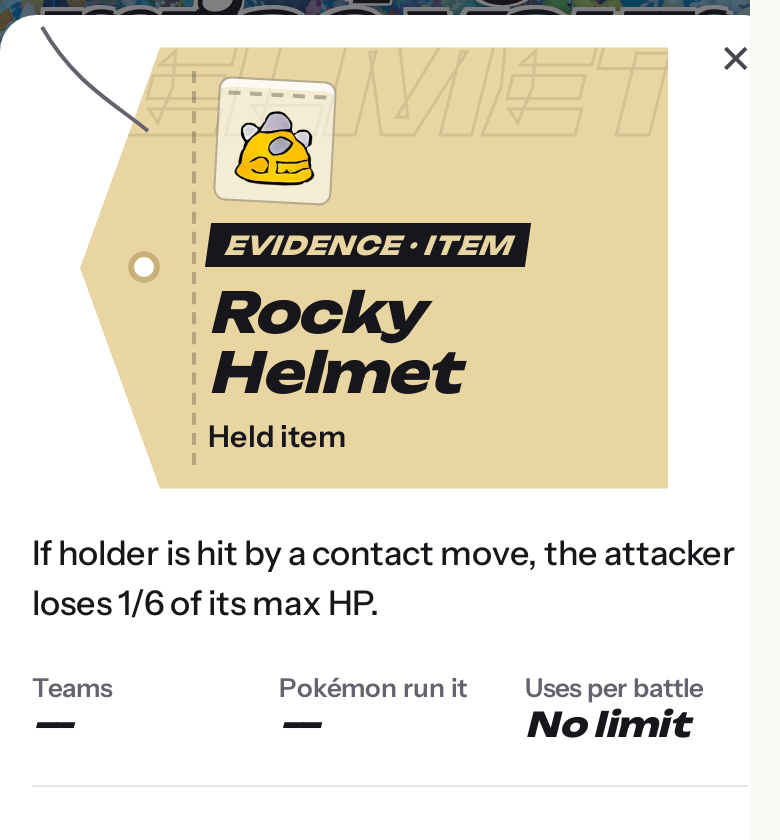 ELMET
EVIDENCE • ITEM
Rocky
Helmet
Held item
If holder is hit by a contact move, the attacker
loses 1/6 of its max HP.
Teams
Pokémon run it
Uses per battle
—
—
No limit